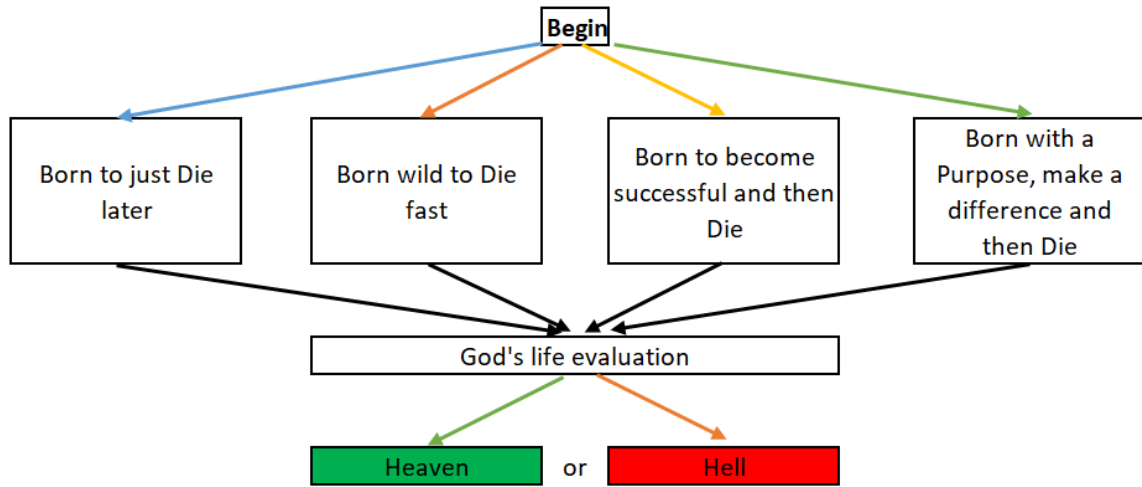 Begin
Born to just Die
later
Born wild to Die
fast
Born to become
successful and then
Die
Born with a
Purpose, make a
difference and
then Die
God's life evaluation
Heaven
or
Hell